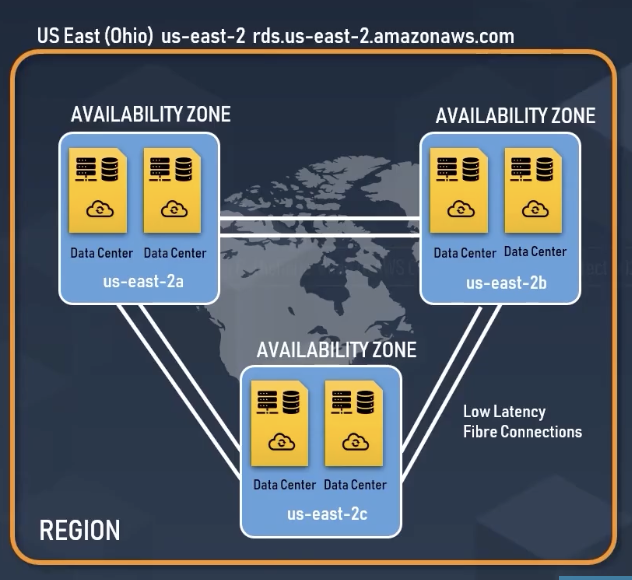 US East (Ohio) us-east-2 rds.us-east-2.amazonaws.com
AVAILABILITY ZONE
Data Center Data Center
us-east-2a
AVAILABILITY ZONE
Data Center Data Center
us-east-2b
AVAILABILITY ZONE
Data Center Data Center
us-east-2c
Low Latency
Fibre Connections
REGION